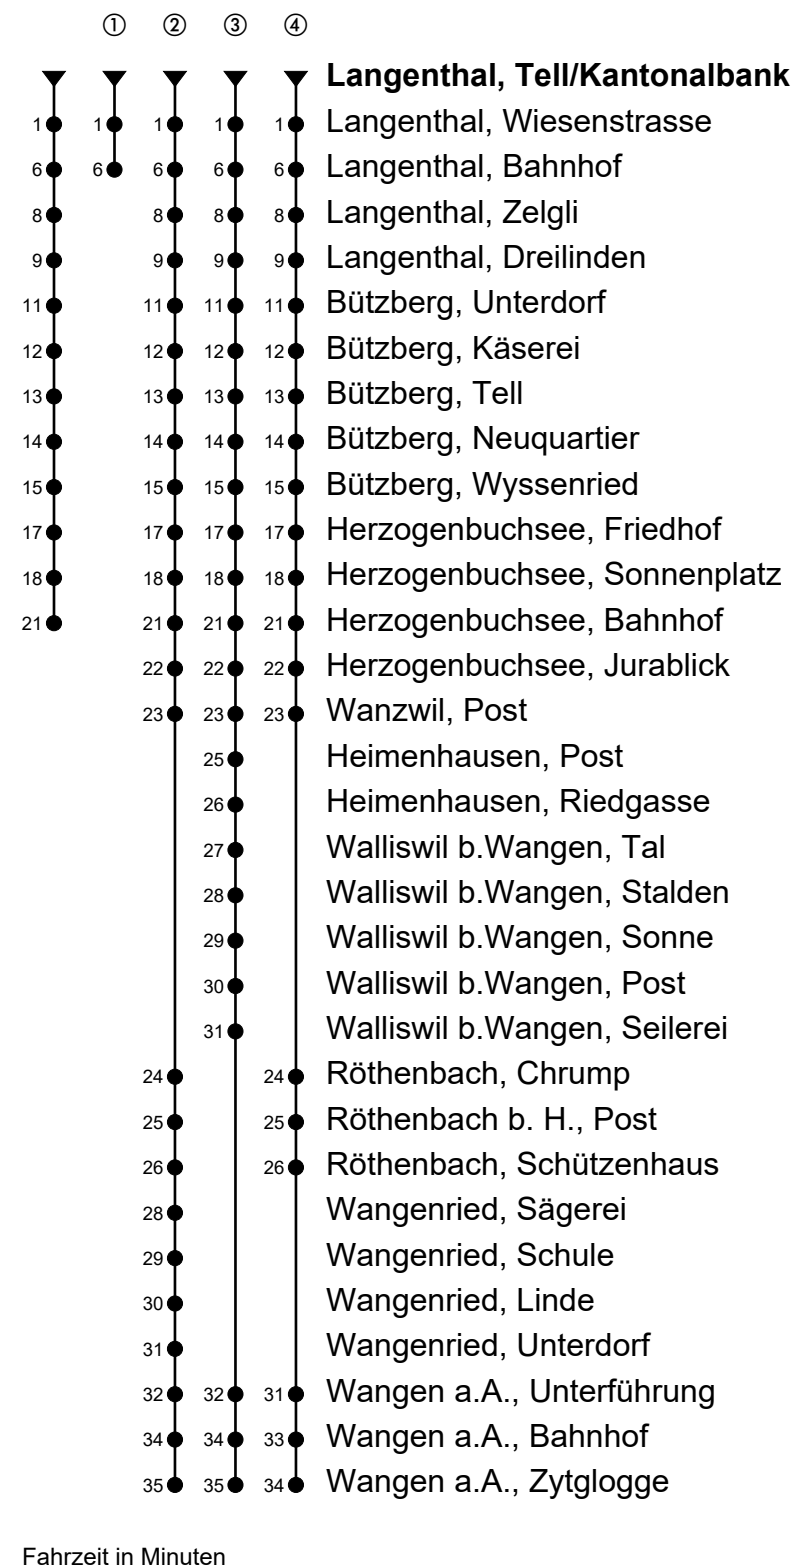 ① ② ③ ④
Langenthal, Tell/Kantonalbank
1 1 1 1 1 Langenthal, Wiesenstrasse
6 6 6 6 6 Langenthal, Bahnhof
8 8 8 8 Langenthal, Zelgli
9 9 9 9 Langenthal, Dreilinden
11 11 11 11 Bützberg, Unterdorf
12 12 12 12 Bützberg, Käserei
13 13 13 13 Bützberg, Tell
14 14 14 14 Bützberg, Neuquartier
15 15 15 15 Bützberg, Wyssenried
17 17 17 17 Herzogenbuchsee, Friedhof
18 18 18 18 Herzogenbuchsee, Sonnenplatz
21 21 21 21 Herzogenbuchsee, Bahnhof
22 22 22 Herzogenbuchsee, Jurablick
23 23 23 Wanzwil, Post
25 Heimenhausen, Post
26 Heimenhausen, Riedgasse
27 Walliswil b.Wangen, Tal
28 Walliswil b.Wangen, Stalden
29 Walliswil b.Wangen, Sonne
30 Walliswil b.Wangen, Post
31 Walliswil b.Wangen, Seilerei
24 24 Röthenbach, Chrump
25 25 Röthenbach b. H., Post
26 26 Röthenbach, Schützenhaus
28 Wangenried, Sägerei
29 Wangenried, Schule
30 Wangenried, Linde
31 Wangenried, Unterdorf
32 32 31 Wangen a.A., Unterführung
34 34 33 Wangen a.A., Bahnhof
35 35 34 Wangen a.A., Zytglogge
Fahrzeit in Minuten